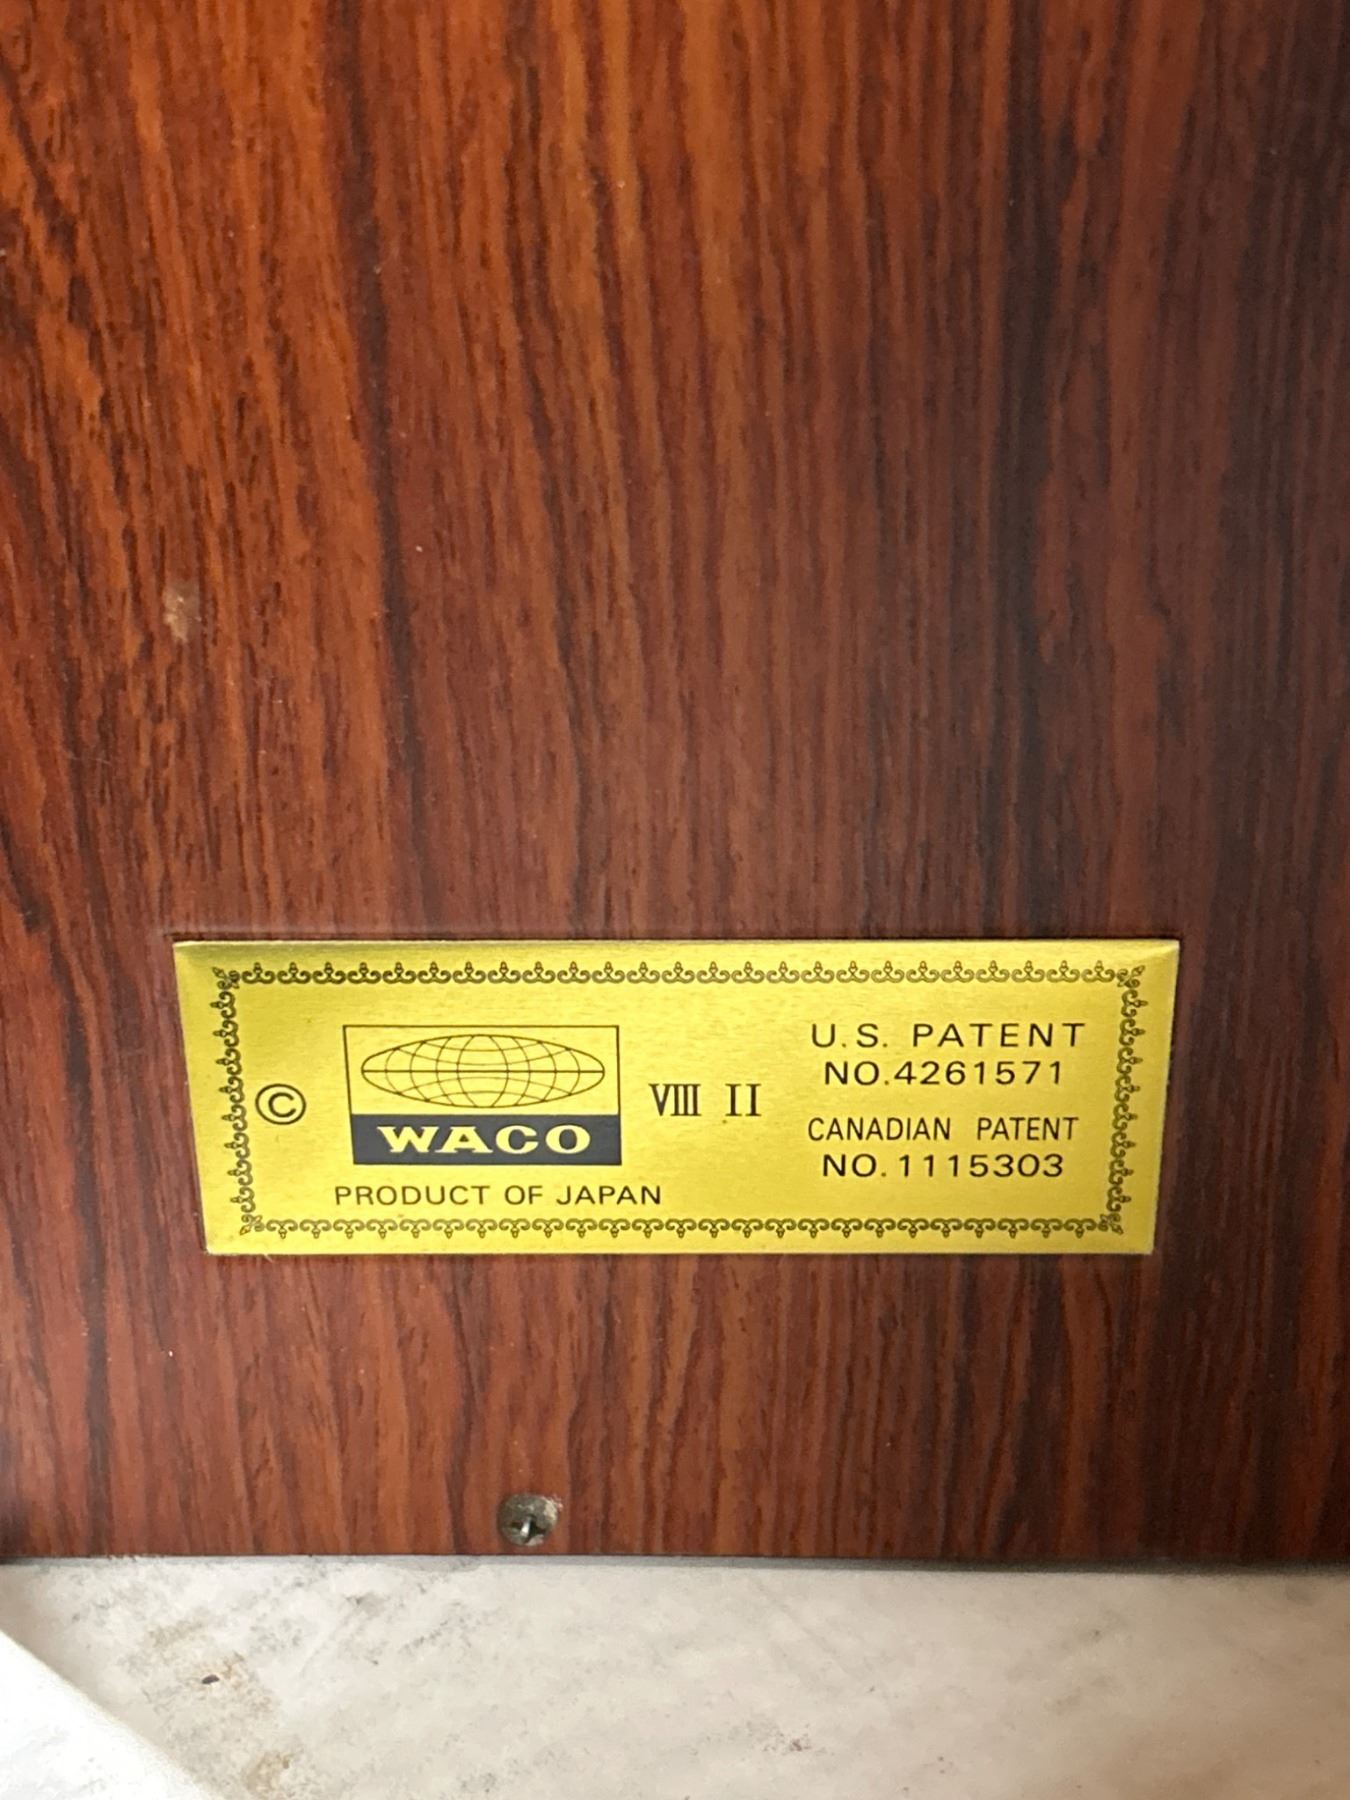 ©
WACO
PRODUCT OF JAPAN
VIII II
U.S. PATENT
NO.4261571
CANADIAN PATENT
NO.1115303